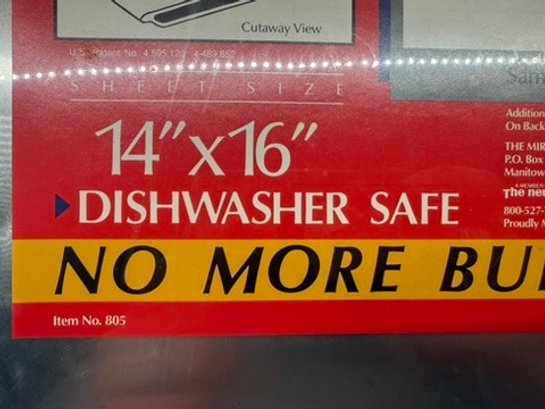 Cutaway View
U.S. Patent No. 4,595,120 4,489,852
SHEET SIZE
14"x16"
DISHWASHER SAFE
NO MORE
Item No. 805
Addition
On Back
THE MIR
P.O. Box
Manitow
A MEMBER
The ne
800-527-
Proudly